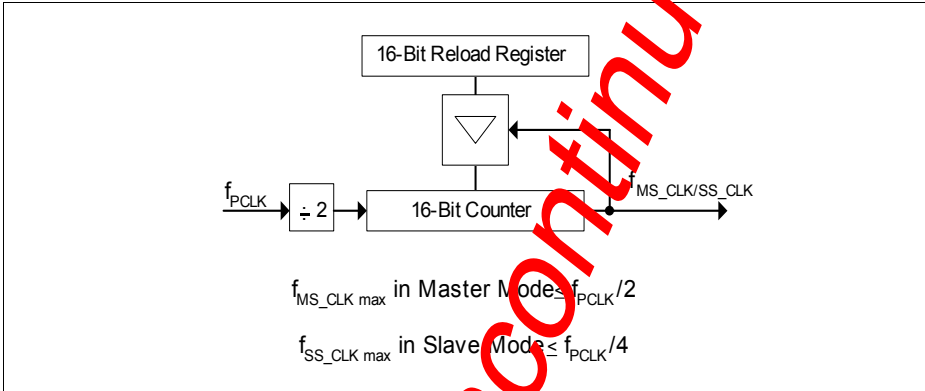 16-Bit Reload Register
fPCLK
÷ 2
16-Bit Counter
fMS_CLK/SS_CLK
fMS_CLK max in Master Mode ≤ fPCLK/2
fSS_CLK max in Slave Mode ≤ fPCLK/4
continu